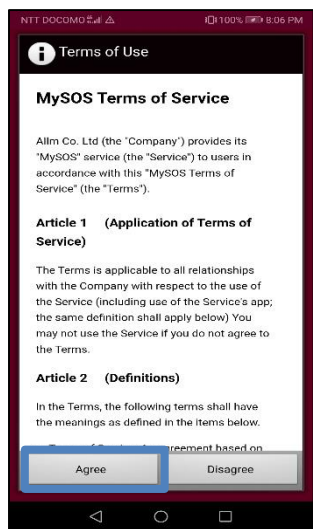 NTT DOCOMO 100% 8:06 PM
Terms of Use
MySOS Terms of Service
Allm Co. Ltd (the "Company") provides its
"MySOS" service (the "Service") to users in
accordance with this "MySOS Terms of
Service" (the "Terms").
Article 1 (Application of Terms of
Service)
The Terms is applicable to all relationships
with the Company with respect to the use of
the Service (including use of the Service's app;
the same definition shall apply below) You
may not use the Service if you do not agree to
the Terms.
Article 2 (Definitions)
In the Terms, the following terms shall have
the meanings as defined in the items below.
based on
Agree Disagree